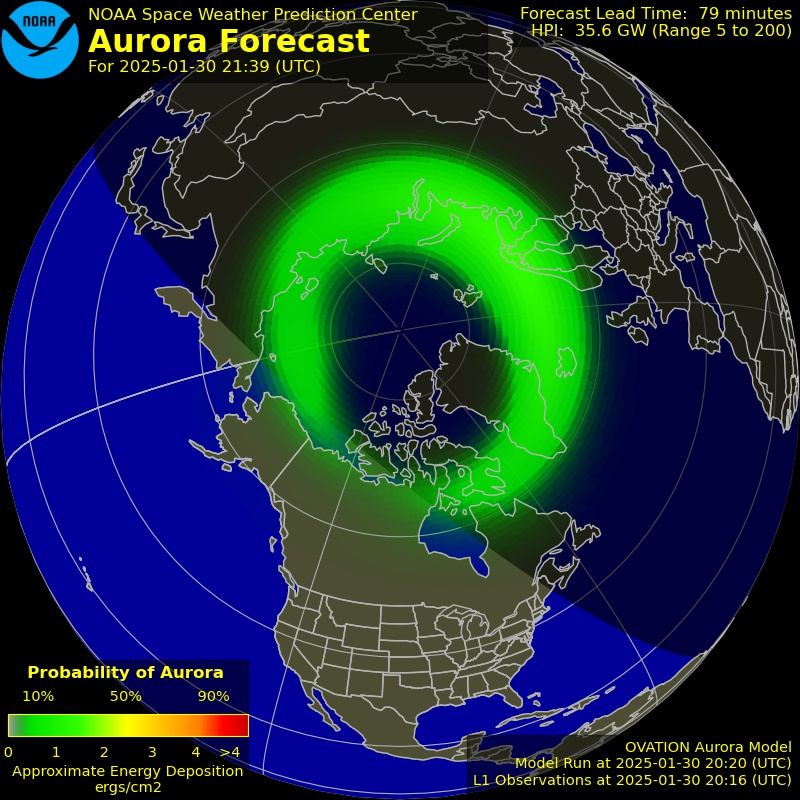 NOAA
NOAA Space Weather Prediction Center
Aurora Forecast
For 2025-01-30 21:39 (UTC)
Forecast Lead Time: 79 minutes
HPI: 35.6 GW (Range 5 to 200)
Probability of Aurora
10% 50% 90%
0 1 2 3 4 >4
Approximate Energy Deposition
ergs/cm2
OVATION Aurora Model
Model Run at 2025-01-30 20:20 (UTC)
L1 Observations at 2025-01-30 20:16 (UTC)